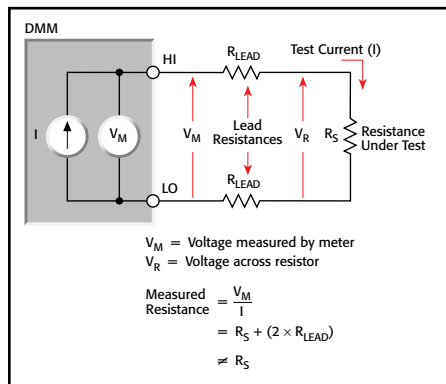 DMM
HI
R_LEAD
Test Current (I)
I
V_M
V_M
Lead
Resistances
V_R
R_S
Resistance
Under Test
R_LEAD
LO
V_M = Voltage measured by meter
V_R = Voltage across resistor
Measured Resistance = V_M / I
= R_S + (2 × R_LEAD)
≠ R_S